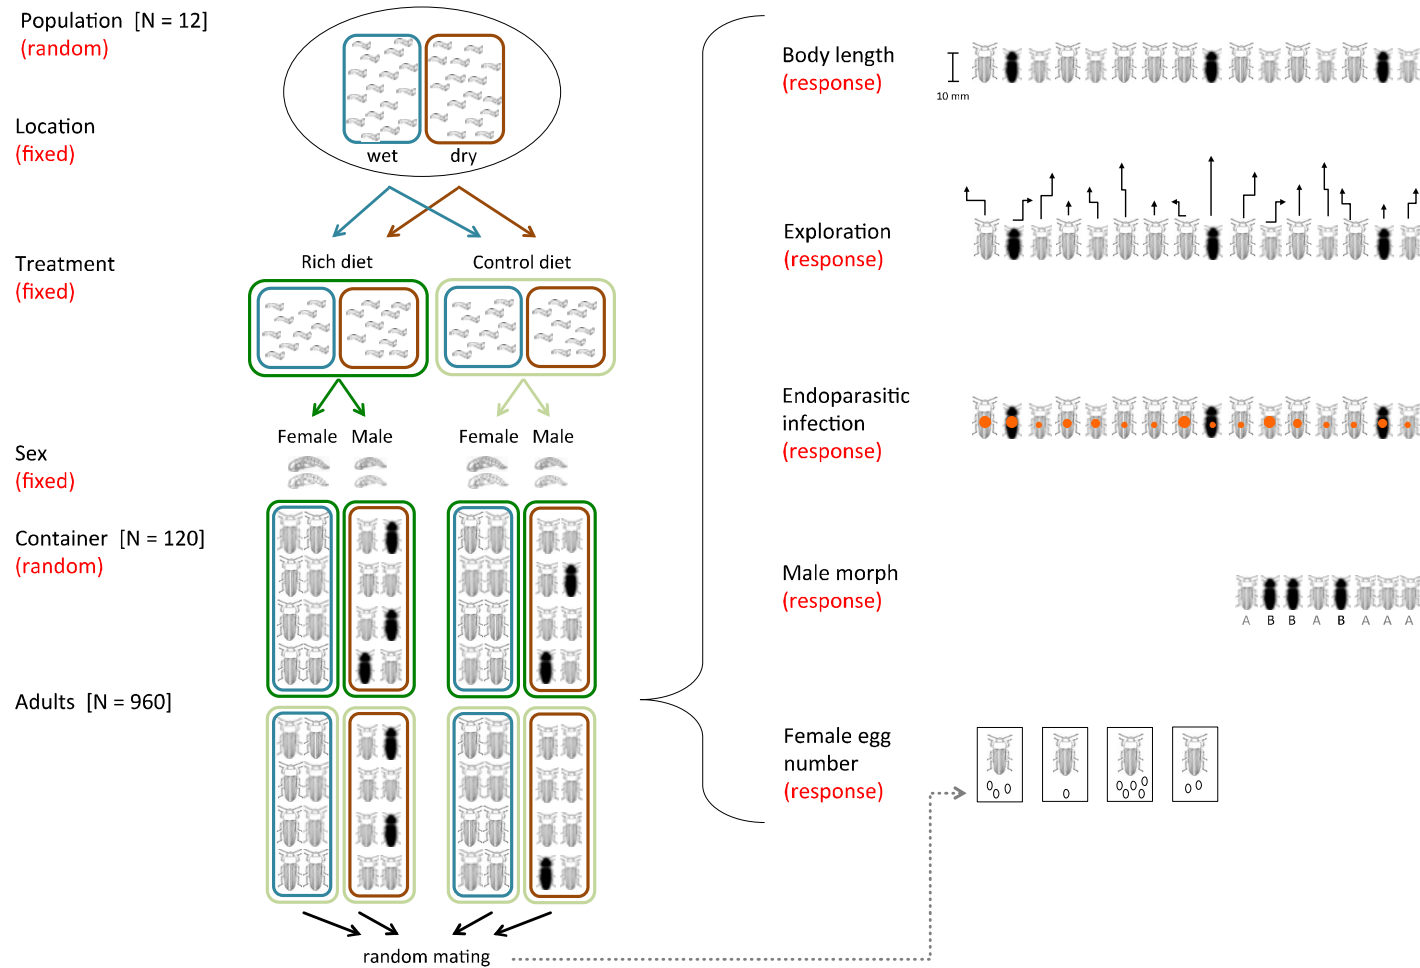 Population [N = 12]
(random)
Location
(fixed)
wet
dry
Treatment
(fixed)
Rich diet
Control diet
Sex
(fixed)
Female
Male
Female
Male
Container [N = 120]
(random)
Adults [N = 960]
random mating
Body length
(response)
10 mm
Exploration
(response)
Endoparasitic
infection
(response)
Male morph
(response)
A B B A B A A A
Female egg
number
(response)